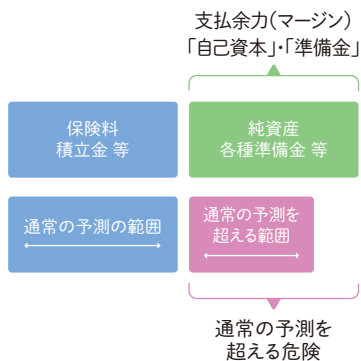 支払余力(マージン)
「自己資本」・「準備金」
保険料
積立金 等
純資産
各種準備金 等
通常の予測の範囲
通常の予測を
超える範囲
通常の予測を
超える危険